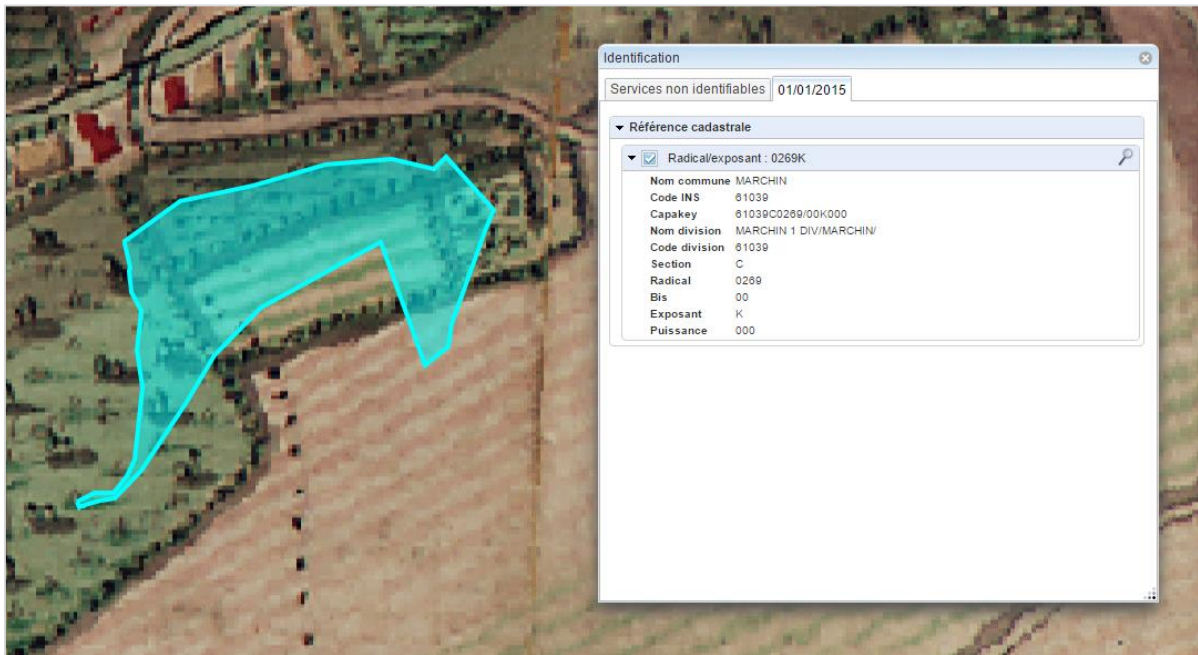 Identification
Services non identifiables 01/01/2015
Référence cadastrale
Radical/exposant : 0269K
Nom commune MARCHIN
Code INS 61039
Capakey 61039C0269/00K000
Nom division MARCHIN 1 DIV/MARCHIN/
Code division 61039
Section C
Radical 0269
Bis 00
Exposant K
Puissance 000